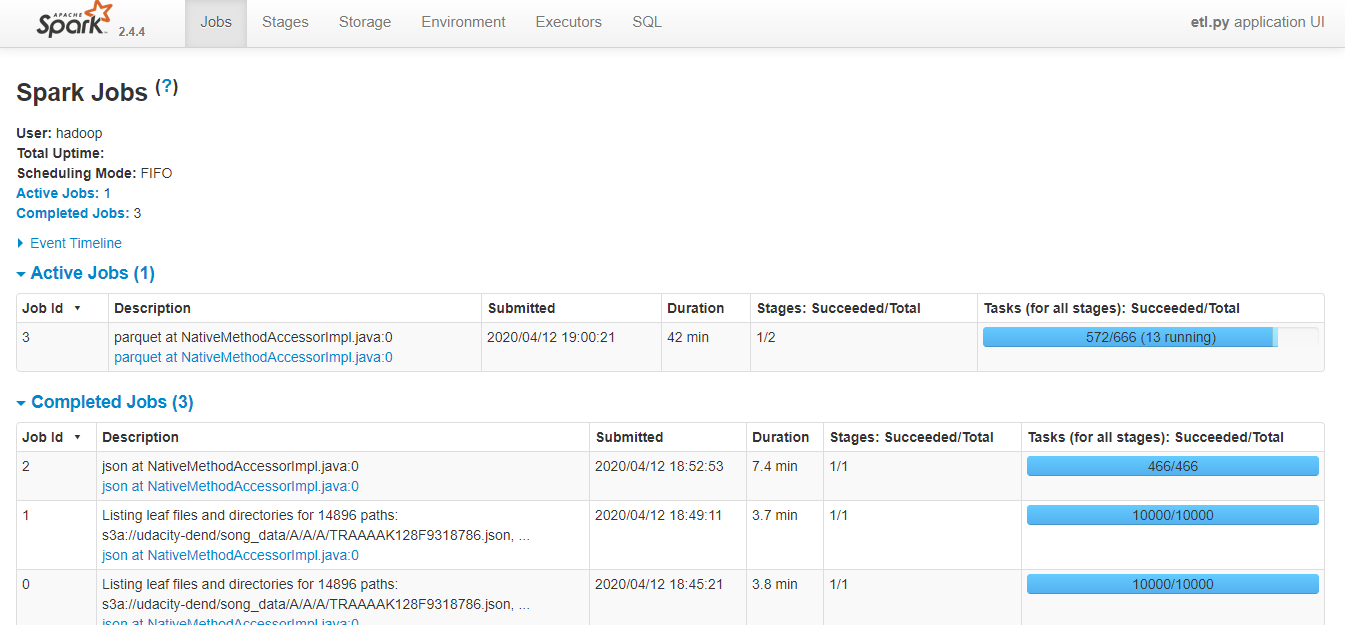 APACHE
Spark 2.4.4 Jobs Stages Storage Environment Executors SQL etl.py application UI
Spark Jobs (?)
User: hadoop
Total Uptime:
Scheduling Mode: FIFO
Active Jobs: 1
Completed Jobs: 3
Event Timeline
Active Jobs (1)
Job Id ▾ Description Submitted Duration Stages: Succeeded/Total Tasks (for all stages): Succeeded/Total
3 parquet at NativeMethodAccessorImpl.java:0 2020/04/12 19:00:21 42 min 1/2 572/666 (13 running)
parquet at NativeMethodAccessorImpl.java:0
Completed Jobs (3)
Job Id ▾ Description Submitted Duration Stages: Succeeded/Total Tasks (for all stages): Succeeded/Total
2 json at NativeMethodAccessorImpl.java:0 2020/04/12 18:52:53 7.4 min 1/1 466/466
json at NativeMethodAccessorImpl.java:0
1 Listing leaf files and directories for 14896 paths: 2020/04/12 18:49:11 3.7 min 1/1 10000/10000
s3a://udacity-dend/song_data/A/A/A/TRAAAAK128F9318786.json, ...
json at NativeMethodAccessorImpl.java:0
0 Listing leaf files and directories for 14896 paths: 2020/04/12 18:45:21 3.8 min 1/1 10000/10000
s3a://udacity-dend/song_data/A/A/A/TRAAAAK128F9318786.json, ...
json at NativeMethodAccessorImpl.java:0